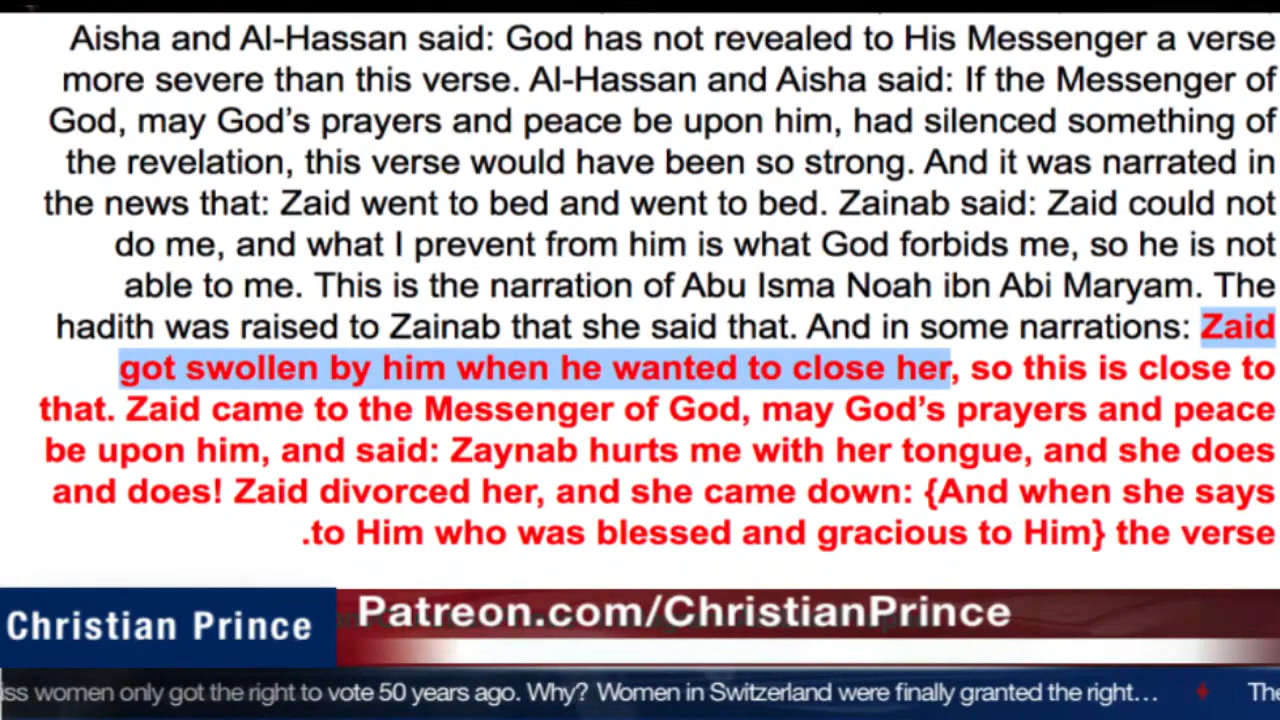 Aisha and Al-Hassan said: God has not revealed to His Messenger a verse
more severe than this verse. Al-Hassan and Aisha said: If the Messenger of
God, may God's prayers and peace be upon him, had silenced something of
the revelation, this verse would have been so strong. And it was narrated in
the news that: Zaid went to bed and went to bed. Zainab said: Zaid could not
do me, and what I prevent from him is what God forbids me, so he is not
able to me. This is the narration of Abu Isma Noah ibn Abi Maryam. The
hadith was raised to Zainab that she said that. And in some narrations: Zaid
got swollen by him when he wanted to close her, so this is close to
that. Zaid came to the Messenger of God, may God's prayers and peace
be upon him, and said: Zaynab hurts me with her tongue, and she does
and does! Zaid divorced her, and she came down: {And when she says
.to Him who was blessed and gracious to Him} the verse
Christian Prince
Patreon.com/ChristianPrince
ss women only got the right to vote 50 years ago. Why? Women in Switzerland were finally granted the right... The